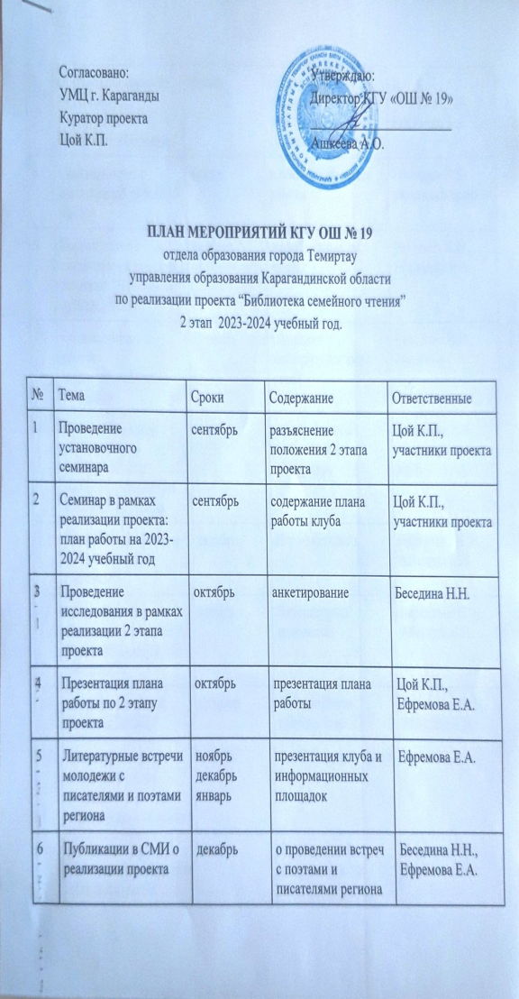 Согласовано:
УМЦ г. Караганды
Куратор проекта
Цой К.П.
Утверждаю:
Директор КГУ «ОШ № 19»
Ашкеева А.О.
ПЛАН МЕРОПРИЯТИЙ КГУ ОШ № 19
отдела образования города Темиртау
управления образования Карагандинской области
по реализации проекта “Библиотека семейного чтения”
2 этап 2023-2024 учебный год.
№ Тема Сроки Содержание Ответственные
1 Проведение установочного семинара сентябрь разъяснение положения 2 этапа проекта Цой К.П., участники проекта
2 Семинар в рамках реализации проекта: план работы на 2023-2024 учебный год сентябрь содержание плана работы клуба Цой К.П., участники проекта
3 Проведение исследования в рамках реализации 2 этапа проекта октябрь анкетирование Беседина Н.Н.
4 Презентация плана работы по 2 этапу проекта октябрь презентация плана работы Цой К.П., Ефремова Е.А.
5 Литературные встречи молодежи с писателями и поэтами региона ноябрь декабрь январь презентация клуба и информационных площадок Ефремова Е.А.
6 Публикации в СМИ о реализации проекта декабрь о проведении встреч с поэтами и писателями региона Беседина Н.Н., Ефремова Е.А.